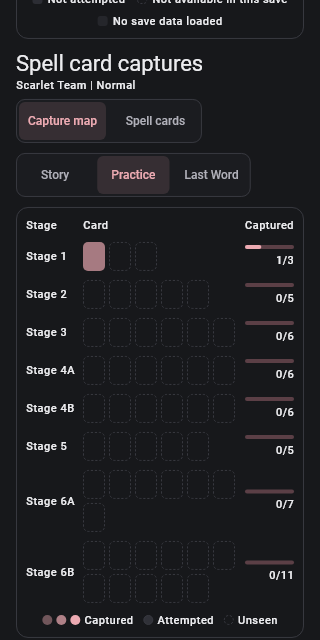 Not attempted Not available in this save
No save data loaded
Spell card captures
Scarlet Team | Normal
Capture map Spell cards
Story Practice Last Word
Stage Card Captured
Stage 1 1/3
Stage 2 0/5
Stage 3 0/6
Stage 4A 0/6
Stage 4B 0/6
Stage 5 0/5
Stage 6A 0/7
Stage 6B 0/11
Captured Attempted Unseen